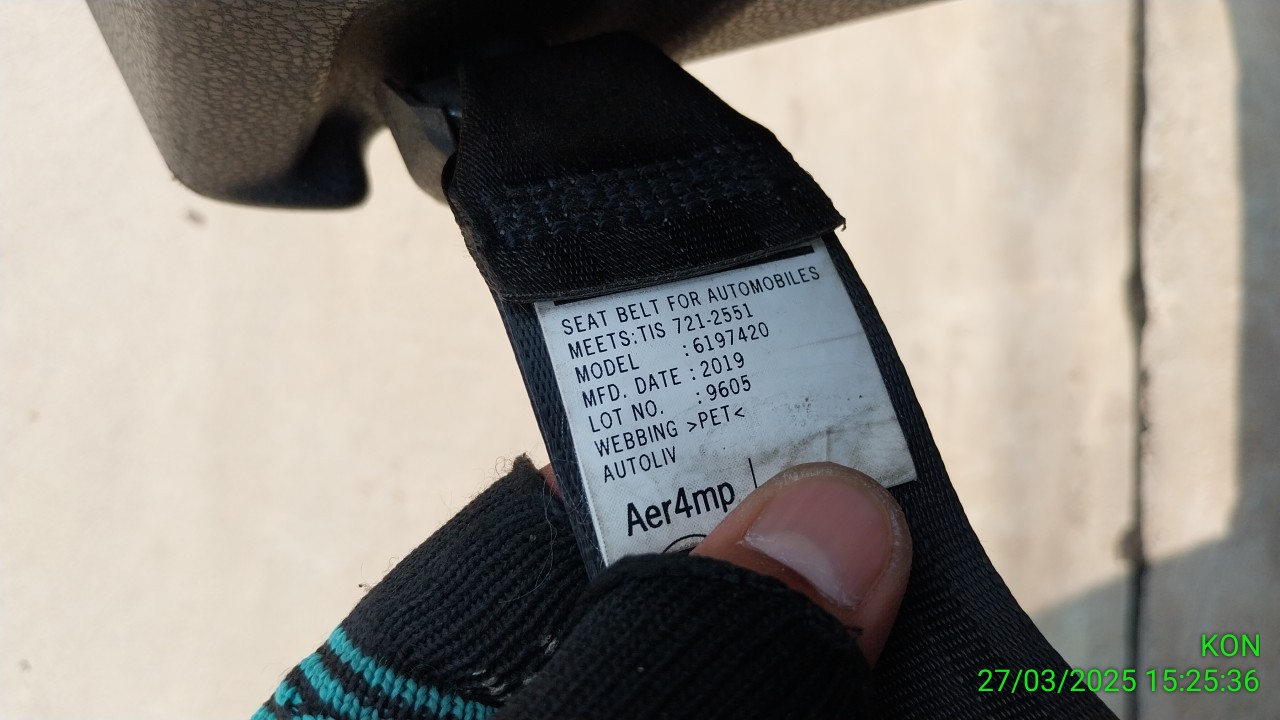 SEAT BELT FOR AUTOMOBILES
MEETS:TIS 721-2551
MODEL :6197420
MFD. DATE : 2019
LOT NO. : 9605
WEBBING >PET<
AUTOLIV
Aer4mp
KON
27/03/2025 15:25:36